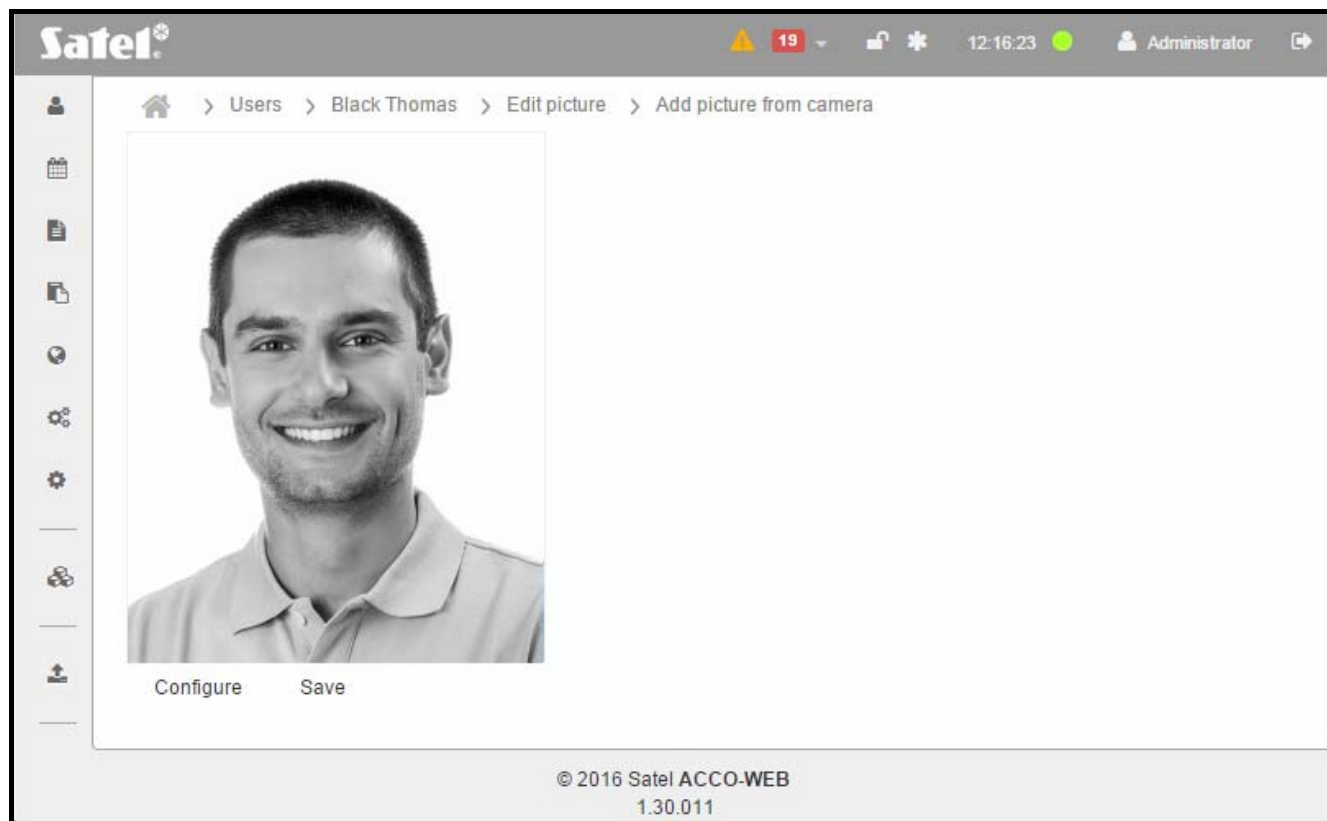 Satel®
19 12:16:23 Administrator
> Users > Black Thomas > Edit picture > Add picture from camera
Configure Save
© 2016 Satel ACCO-WEB
1.30.011